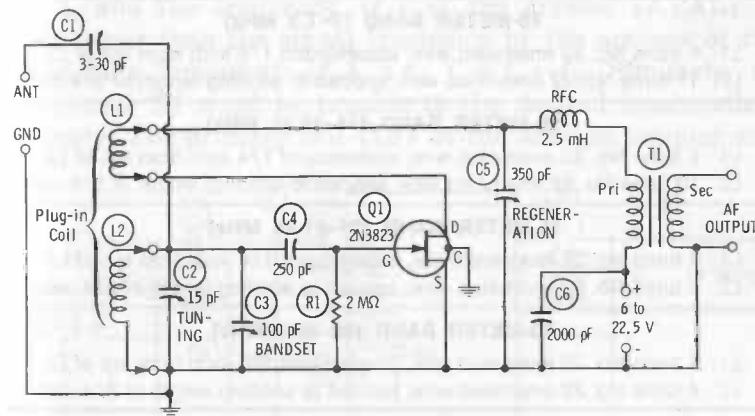 C1
3-30 pF
ANT
GND
L1
Plug-in
Coil
L2
C2
15 pF
TUN-
ING
C3
100 pF
BANDSET
C4
250 pF
R1
2 MΩ
Q1
2N3823
G
D
C
S
C5
350 pF
REGENER-
ATION
RFC
2.5 mH
T1
Pri
Sec
AF
OUTPUT
C6
2000 pF
+
6 to
22.5 V
-